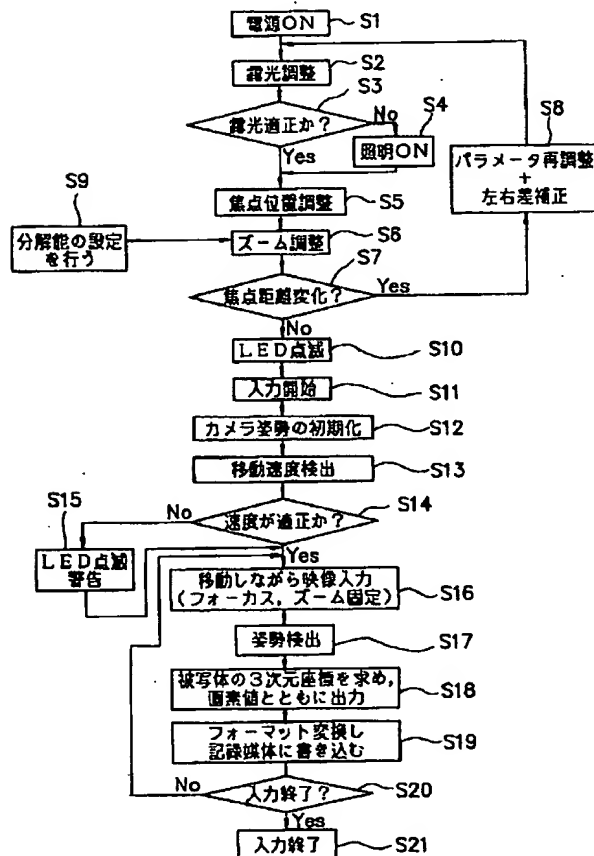 電源ON
S1
露光調整
S2
S3
露光適正か？
No
S4
照明ON
Yes
S8
パラメータ再調整
＋
左右差補正
焦点位置調整
S5
S9
分解能の設定
を行う
ズーム調整
S6
S7
焦点距離変化？
Yes
No
LED点滅
S10
入力開始
S11
カメラ姿勢の初期化
S12
移動速度検出
S13
S14
速度が適正か？
No
S15
LED点滅
警告
Yes
移動しながら映像入力
(フォーカス，ズーム固定)
S16
姿勢検出
S17
被写体の3次元座標を求め，
画素値とともに出力
S18
フォーマット変換し
記録媒体に書き込む
S19
入力終了？
No
S20
Yes
入力終了
S21